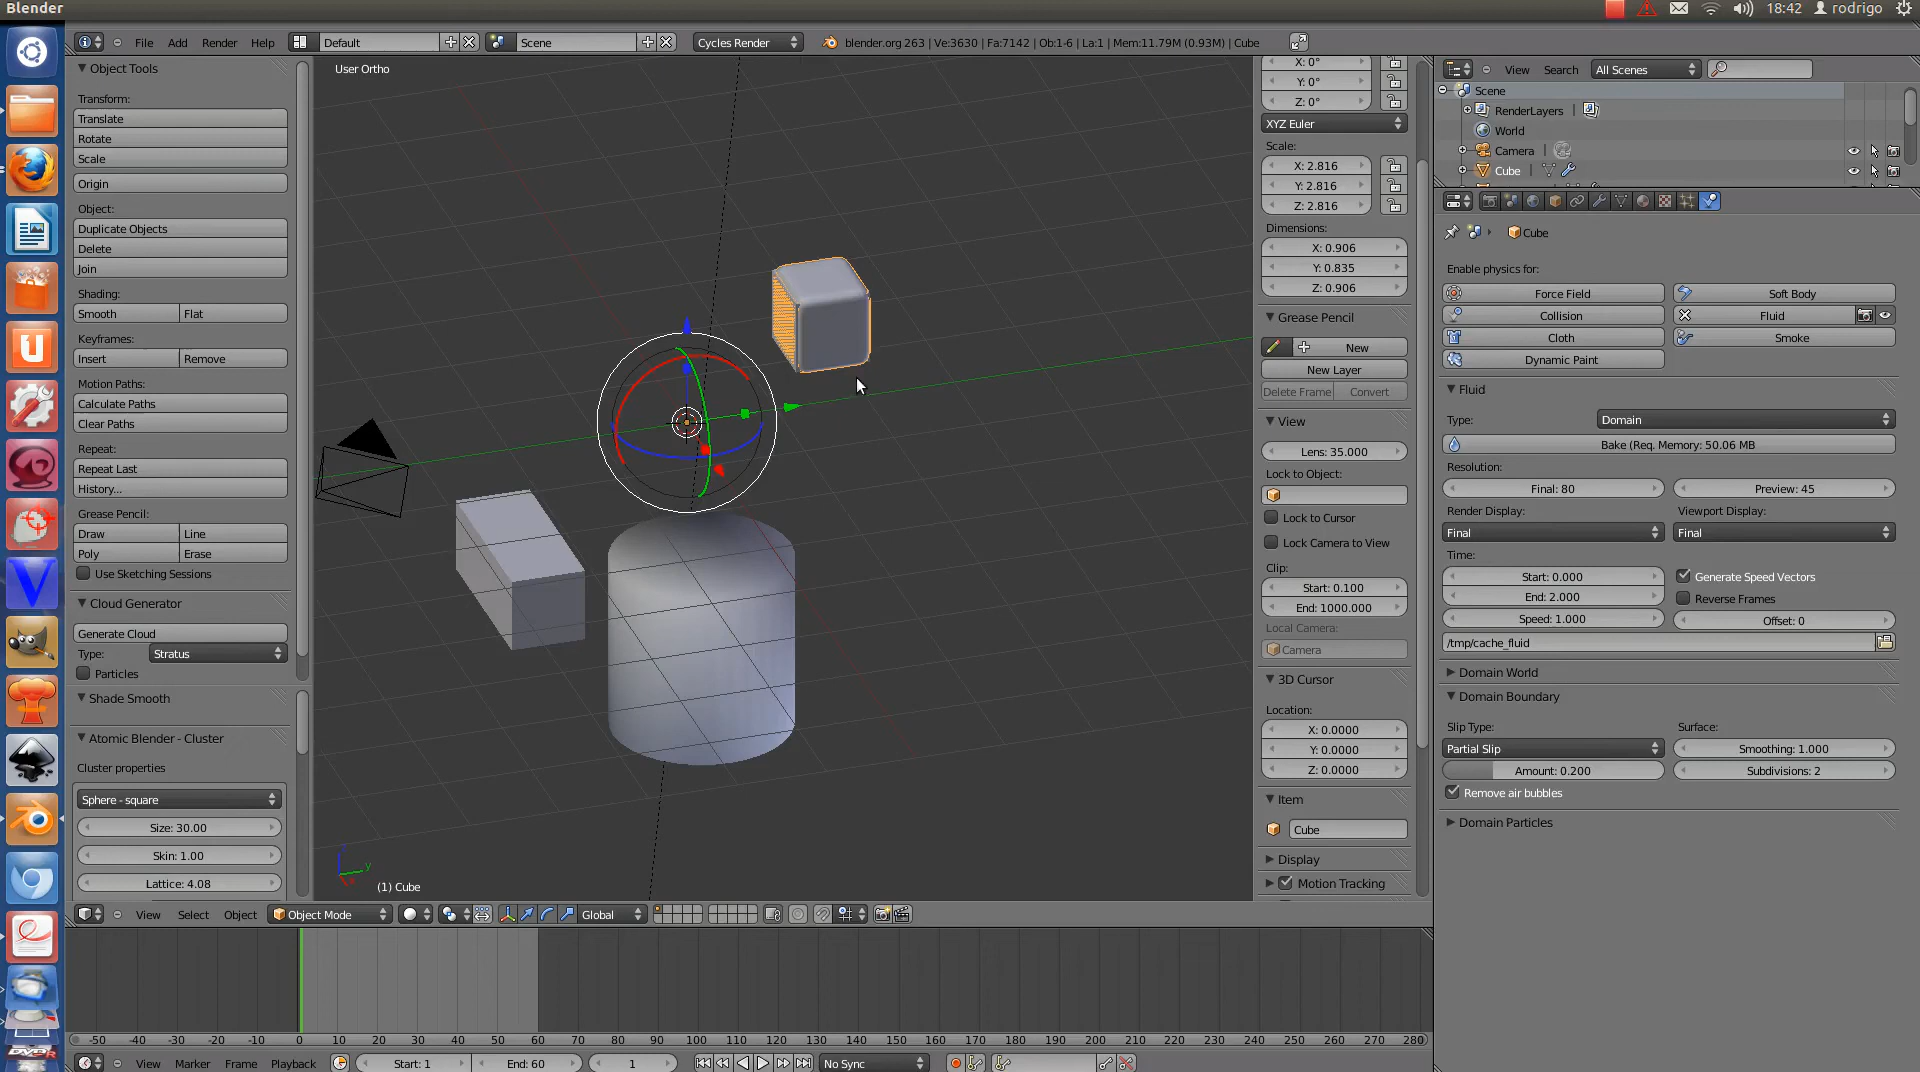 Blender
18:42 rodrigo
File Add Render Help Default Scene Cycles Render blender.org 263 | Ve:3630 | Fa:7142 | Ob:1-6 | La:1 | Mem:11.79M (0.93M) | Cube
Object Tools
Transform:
Translate
Rotate
Scale
Origin
Object:
Duplicate Objects
Delete
Join
Shading:
Smooth Flat
Keyframes:
Insert Remove
Motion Paths:
Calculate Paths
Clear Paths
Repeat:
Repeat Last
History...
Grease Pencil:
Draw Line
Poly Erase
Use Sketching Sessions
Cloud Generator
Generate Cloud
Type: Stratus
Particles
Shade Smooth
Atomic Blender - Cluster
Cluster properties
Sphere - square
Size: 30.00
Skin: 1.00
Lattice: 4.08
User Ortho
(1) Cube
X: 0°
Y: 0°
Z: 0°
XYZ Euler
Scale:
X: 2.816
Y: 2.816
Z: 2.816
Dimensions:
X: 0.906
Y: 0.835
Z: 0.906
Grease Pencil
New
New Layer
Delete Frame Convert
View
Lens: 35.000
Lock to Object:
Lock to Cursor
Lock Camera to View
Clip:
Start: 0.100
End: 1000.000
Local Camera:
Camera
3D Cursor
Location:
X: 0.0000
Y: 0.0000
Z: 0.0000
Item
Cube
Display
Motion Tracking
View Search All Scenes
Scene
RenderLayers
World
Camera
Cube
Cube
Enable physics for:
Force Field Soft Body
Collision Fluid
Cloth Smoke
Dynamic Paint
Fluid
Type: Domain
Bake (Req. Memory: 50.06 MB
Resolution:
Final: 80 Preview: 45
Render Display: Viewport Display:
Final Final
Time:
Start: 0.000 Generate Speed Vectors
End: 2.000 Reverse Frames
Speed: 1.000 Offset: 0
/tmp/cache_fluid
Domain World
Domain Boundary
Slip Type: Surface:
Partial Slip Smoothing: 1.000
Amount: 0.200 Subdivisions: 2
Remove air bubbles
Domain Particles
View Select Object Object Mode Global
-50 -40 -30 -20 -10 0 10 20 30 40 50 60 70 80 90 100 110 120 130 140 150 160 170 180 190 200 210 220 230 240 250 260 270 280
View Marker Frame Playback Start: 1 End: 60 1 No Sync